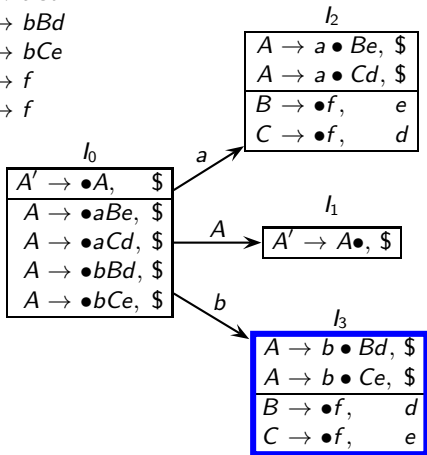 → bBd
→ bCe
→ f
→ f
I2
A → a • Be, $
A → a • Cd, $
B → •f, e
C → •f, d
I0
A′ → •A, $
A → •aBe, $
A → •aCd, $
A → •bBd, $
A → •bCe, $
a
A
b
I1
A′ → A•, $
I3
A → b • Bd, $
A → b • Ce, $
B → •f, d
C → •f, e